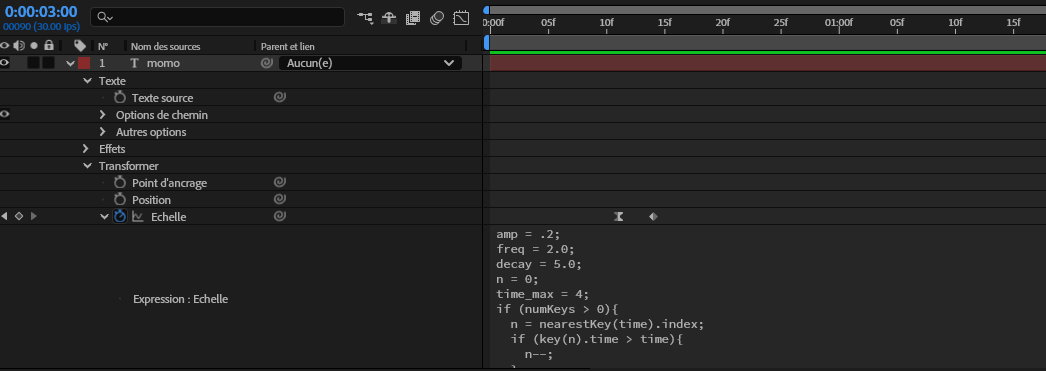 0:00:03:00
00090 (30.00 ips)
0:00f 05f 10f 15f 20f 25f 01:00f 05f 10f 15f
N° Nom des sources Parent et lien
1 T momo Aucun(e)
Texte
Texte source
Options de chemin
Autres options
Effets
Transformer
Point d'ancrage
Position
Echelle
Expression : Echelle
amp = .2;
freq = 2.0;
decay = 5.0;
n = 0;
time_max = 4;
if (numKeys > 0){
n = nearestKey(time).index;
if (key(n).time > time){
n--;
}